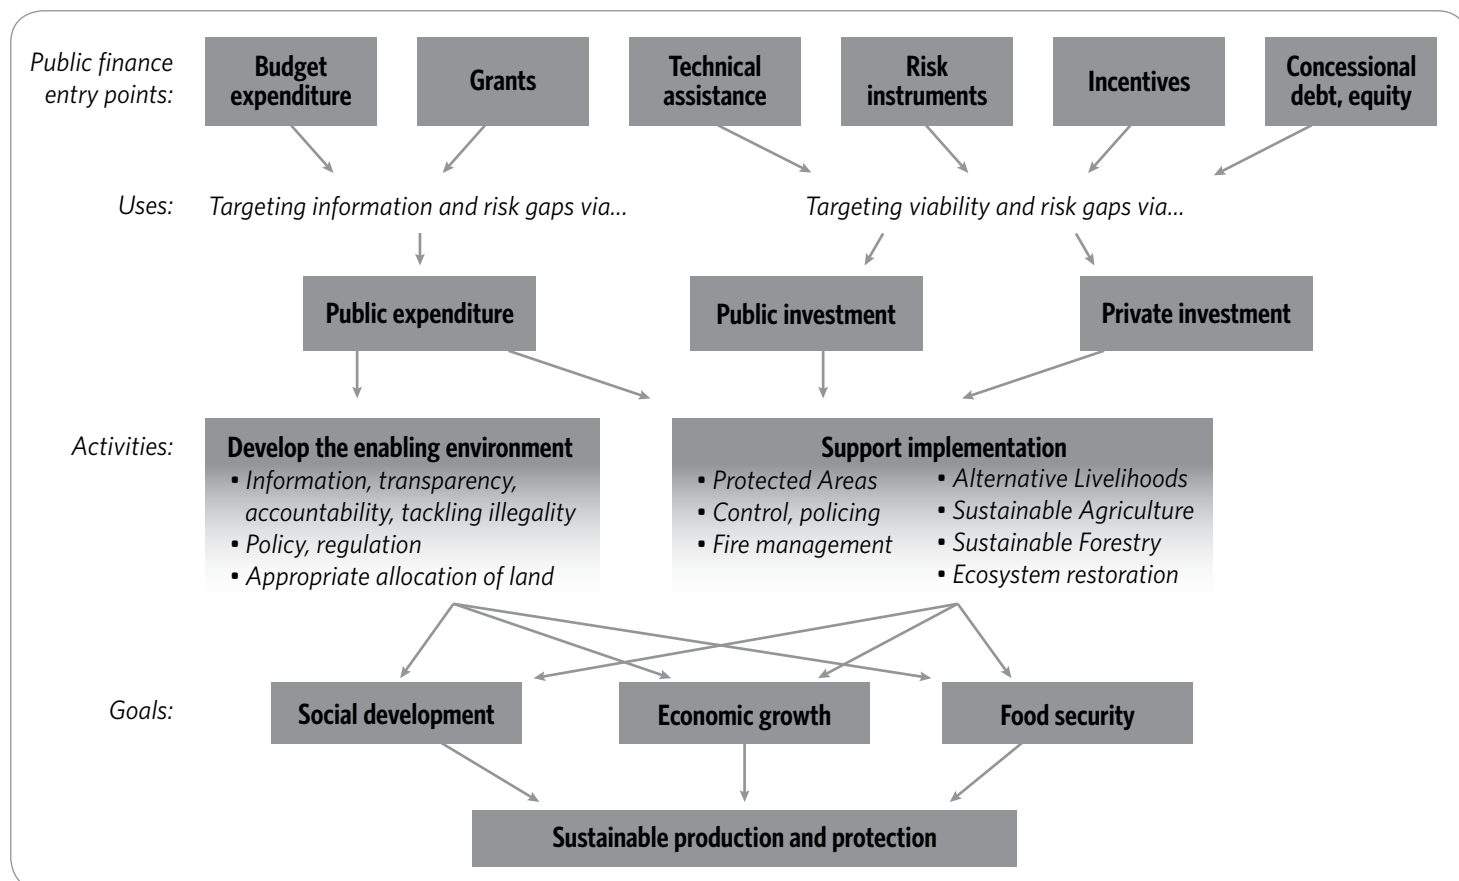 Public finance
entry points:
Budget
expenditure
Grants
Technical
assistance
Risk
instruments
Incentives
Concessional
debt, equity
Uses:
Targeting information and risk gaps via...
Targeting viability and risk gaps via...
Public expenditure
Public investment
Private investment
Activities:
Develop the enabling environment
• Information, transparency,
accountability, tackling illegality
• Policy, regulation
• Appropriate allocation of land
Support implementation
• Protected Areas
• Control, policing
• Fire management
• Alternative Livelihoods
• Sustainable Agriculture
• Sustainable Forestry
• Ecosystem restoration
Goals:
Social development
Economic growth
Food security
Sustainable production and protection